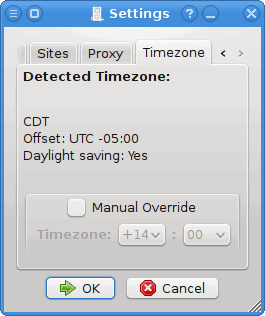 Settings
Sites Proxy Timezone
Detected Timezone:
CDT
Offset: UTC -05:00
Daylight saving: Yes
Manual Override
Timezone: +14 : 00
OK Cancel